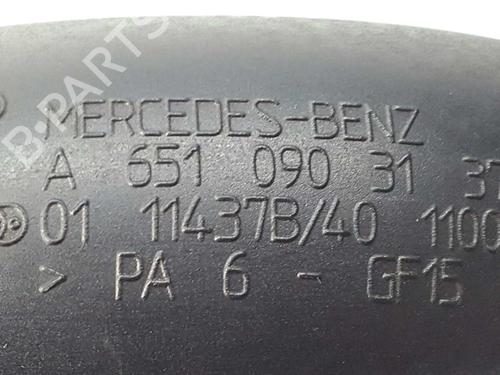 B-PARTS
MERCEDES-BENZ
A 651 090 31 37
01 11437B/40 1100
> PA 6 - GF15